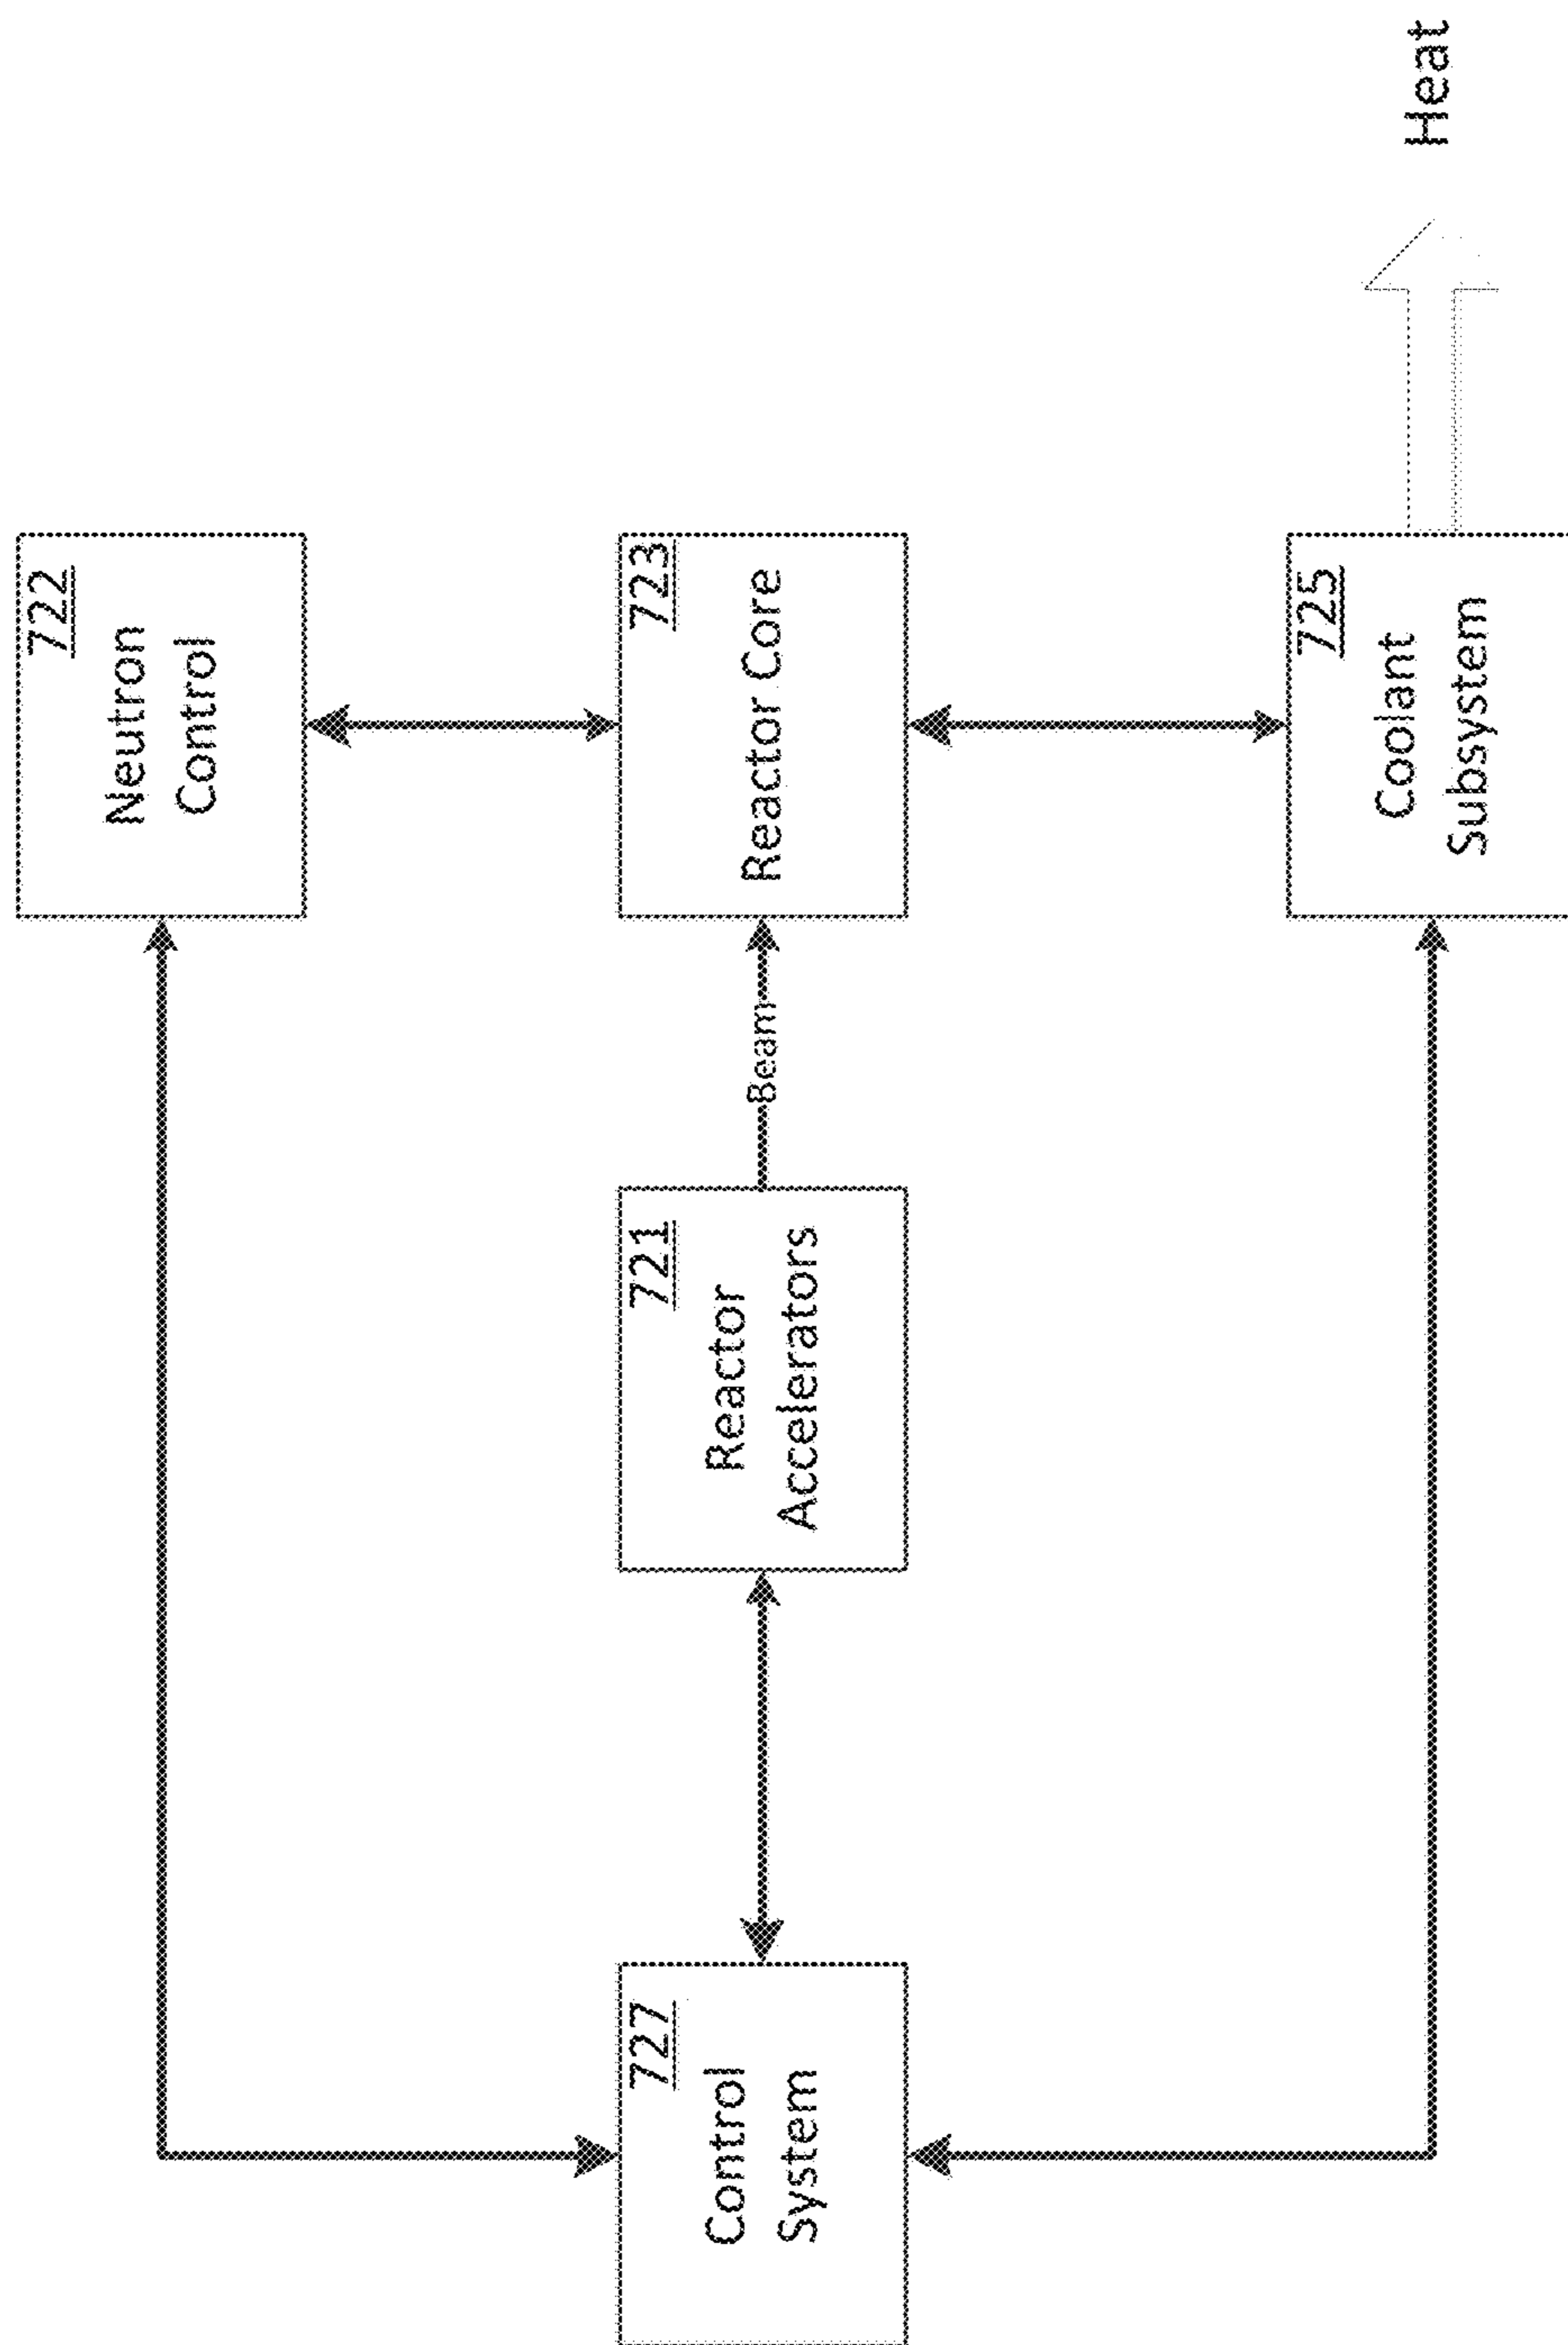 722
Neutron
Control
727
Control
System
721
Reactor
Accelerators
Beam
723
Reactor Core
725
Coolant
Subsystem
Heat